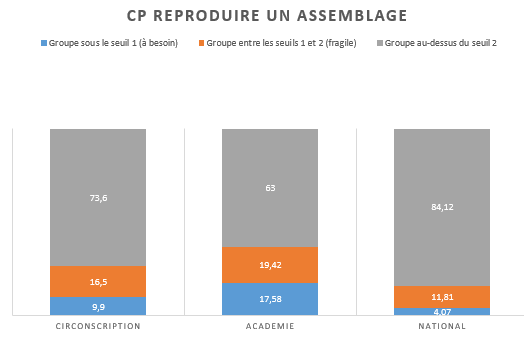 CP REPRODUIRE UN ASSEMBLAGE
Groupe sous le seuil 1 (à besoin) Groupe entre les seuils 1 et 2 (fragile) Groupe au-dessus du seuil 2
73,6 63 84,12
16,5 19,42 11,81
9,9 17,58 4,07
CIRCONSCRIPTION ACADEMIE NATIONAL